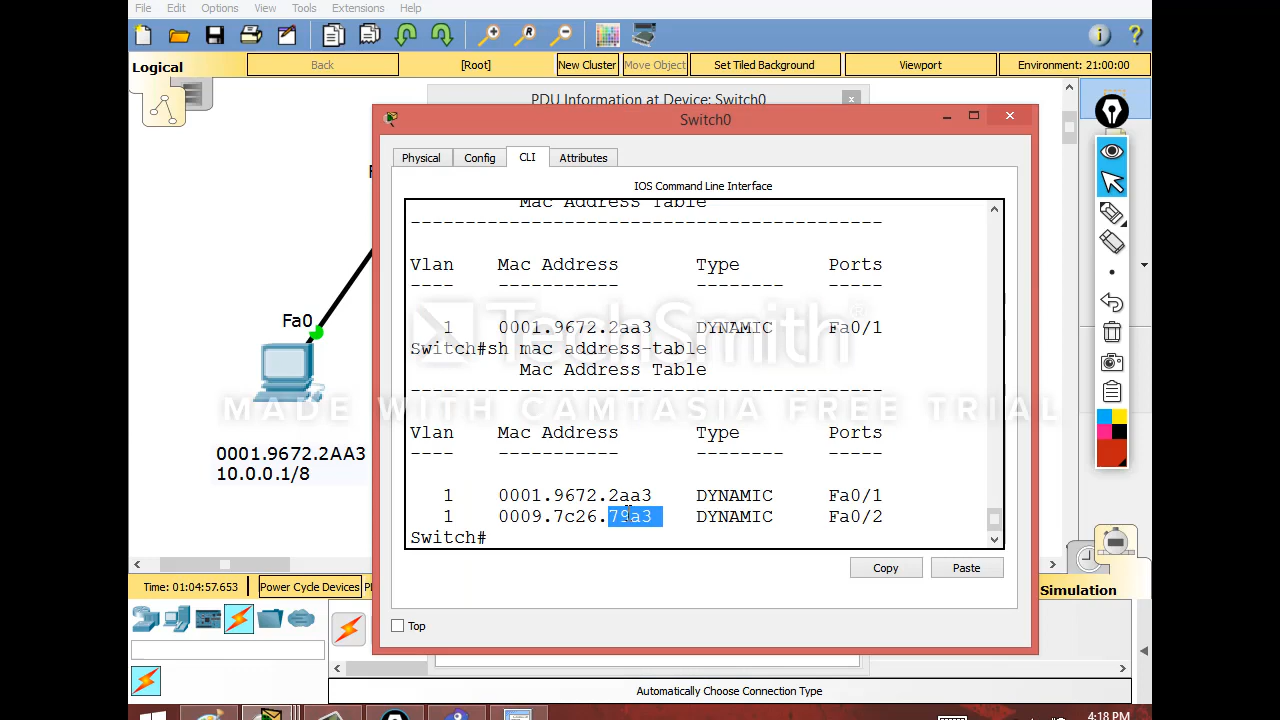 File Edit Options View Tools Extensions Help
Logical Back [Root] New Cluster Move Object Set Tiled Background Viewport Environment: 21:00:00
PDU Information at Device: Switch0
Switch0
Physical Config CLI Attributes
IOS Command Line Interface
Mac Address Table
-------------------------------------------
Vlan Mac Address Type Ports
---- ----------- -------- -----
1 0001.9672.2aa3 DYNAMIC Fa0/1
Switch#sh mac address-table
Mac Address Table
-------------------------------------------
Vlan Mac Address Type Ports
---- ----------- -------- -----
1 0001.9672.2aa3 DYNAMIC Fa0/1
1 0009.7c26.79a3 DYNAMIC Fa0/2
Switch#
Fa0
0001.9672.2AA3
10.0.0.1/8
TechSmith
MADE WITH CAMTASIA FREE TRIAL
Copy Paste
Top
Time: 01:04:57.653 Power Cycle Devices
Simulation
Automatically Choose Connection Type
4:18 PM